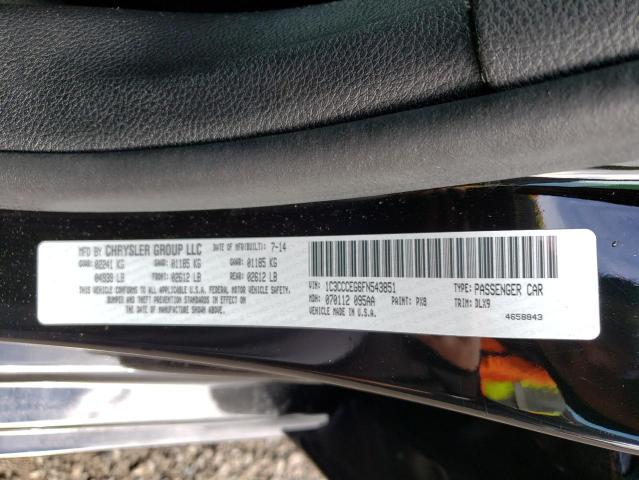 MFD BY CHRYSLER GROUP LLC DATE OF MFR(BUILT): 7-14
GVWR: 02241 KG GAWR: 01185 KG GAWR: 01185 KG
04939 LB FRONT: 02612 LB REAR: 02612 LB
THIS VEHICLE CONFORMS TO ALL APPLICABLE U.S.A. FEDERAL MOTOR VEHICLE SAFETY,
BUMPER AND THEFT PREVENTION STANDARDS IN EFFECT ON
THE DATE OF MANUFACTURE SHOWN ABOVE.
VIN: 1C3CCCEG6FN543851 TYPE: PASSENGER CAR
MDH: 070112 095AA PAINT: PX8 TRIM: DLX9
VEHICLE MADE IN U.S.A. 4658843